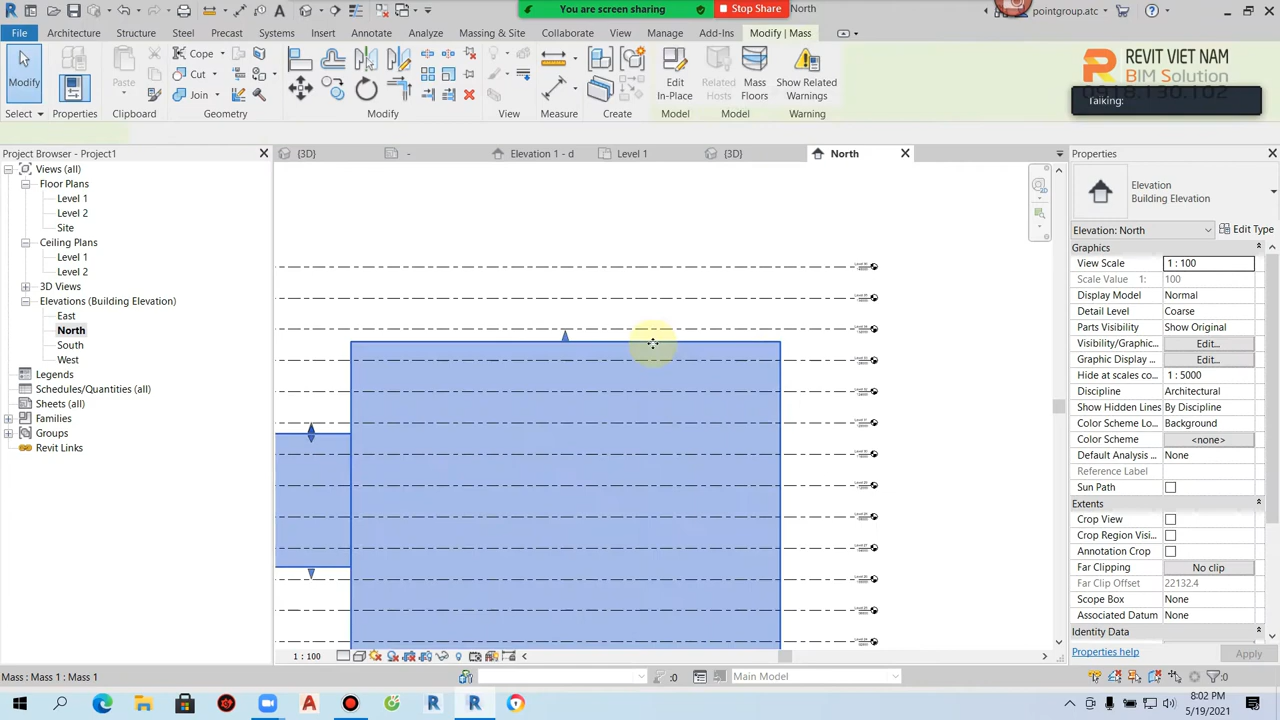 You are screen sharing
Stop Share
North
pointgroup.atc
File
Architecture
Structure
Steel
Precast
Systems
Insert
Annotate
Analyze
Massing & Site
Collaborate
View
Manage
Add-Ins
Modify | Mass
Modify
Paste
Cope
Cut
Join
Edit
In-Place
Related
Hosts
Mass
Floors
Show Related
Warnings
REVIT VIET NAM
BIM Solution
0918.130.102
Talking:
Select
Properties
Clipboard
Geometry
Modify
View
Measure
Create
Model
Model
Warning
Project Browser - Project1
{3D}
-
Elevation 1 - d
Level 1
{3D}
North
Properties
Views (all)
Floor Plans
Level 1
Level 2
Site
Ceiling Plans
Level 1
Level 2
3D Views
Elevations (Building Elevation)
East
North
South
West
Legends
Schedules/Quantities (all)
Sheets (all)
Families
Groups
Revit Links
Elevation
Building Elevation
Elevation: North
Edit Type
Graphics
View Scale
1 : 100
Scale Value 1:
100
Display Model
Normal
Detail Level
Coarse
Parts Visibility
Show Original
Visibility/Graphic...
Edit...
Graphic Display ...
Edit...
Hide at scales co...
1 : 5000
Discipline
Architectural
Show Hidden Lines
By Discipline
Color Scheme Lo...
Background
Color Scheme
<none>
Default Analysis ...
None
Reference Label
Sun Path
Extents
Crop View
Crop Region Visi...
Annotation Crop
Far Clipping
No clip
Far Clip Offset
22132.4
Scope Box
None
Associated Datum
None
Identity Data
Properties help
Apply
1 : 100
Mass : Mass 1 : Mass 1
:0
Main Model
:0
8:02 PM
5/19/2021